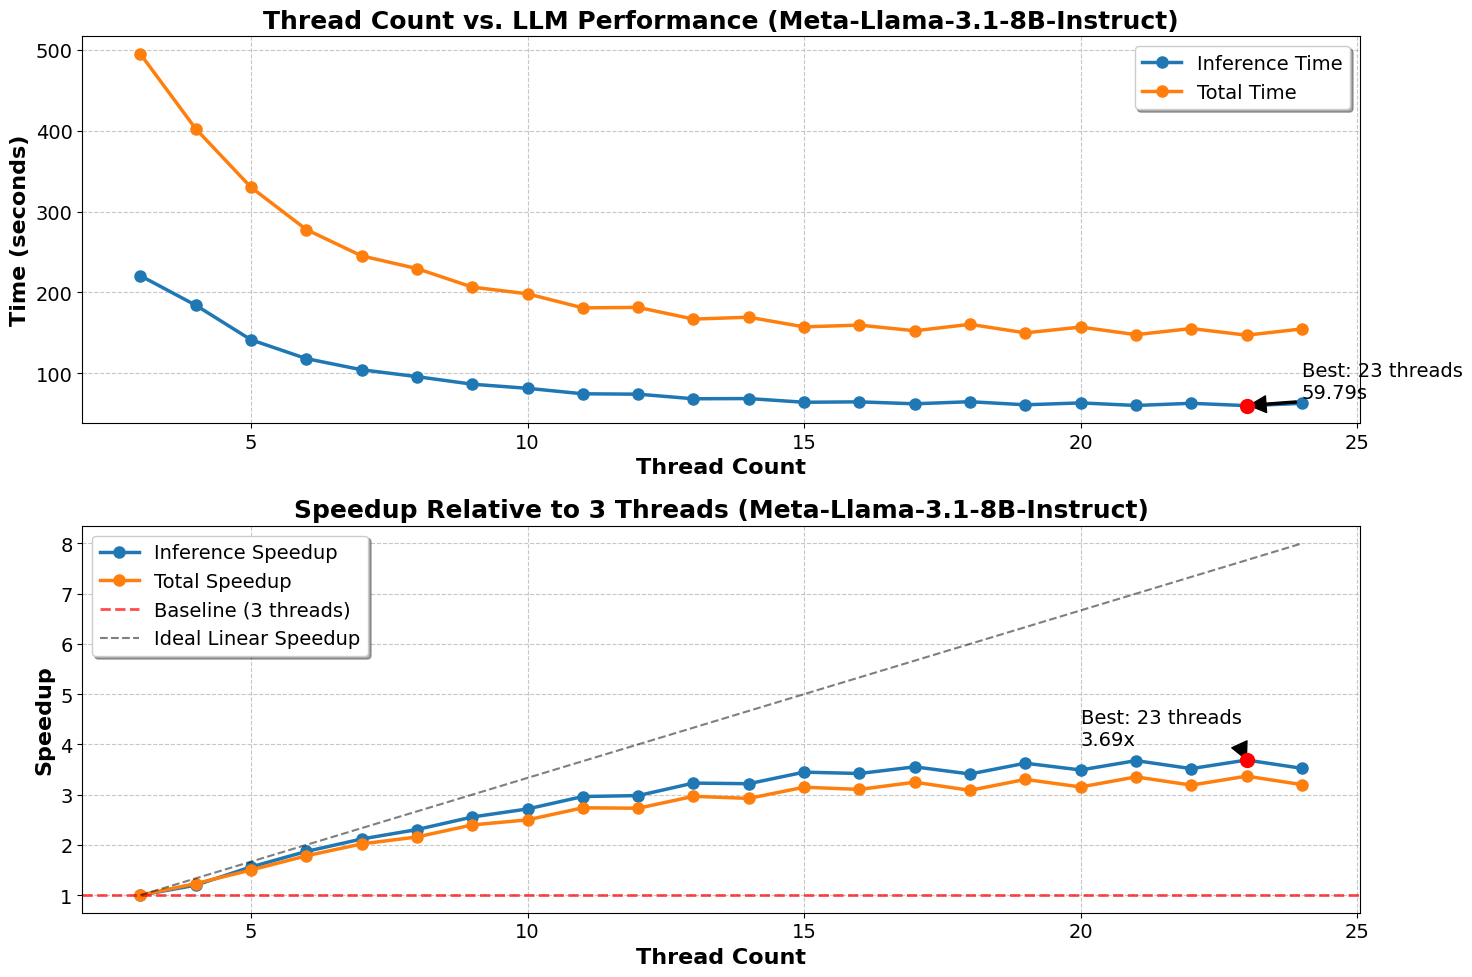 Thread Count vs. LLM Performance (Meta-Llama-3.1-8B-Instruct)
Time (seconds)
500
400
300
200
100
Inference Time
Total Time
Best: 23 threads
59.79s
5
10
15
20
25
Thread Count
Speedup Relative to 3 Threads (Meta-Llama-3.1-8B-Instruct)
Speedup
8
7
6
5
4
3
2
1
Inference Speedup
Total Speedup
Baseline (3 threads)
Ideal Linear Speedup
Best: 23 threads
3.69x
5
10
15
20
25
Thread Count